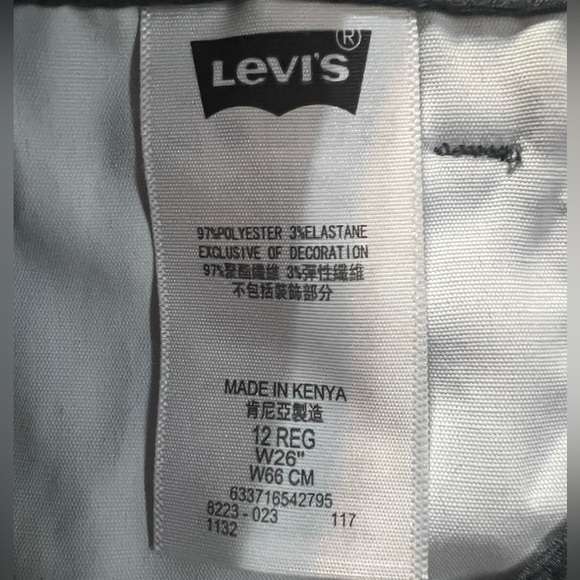 LEVI'S®
97%POLYESTER 3%ELASTANE
EXCLUSIVE OF DECORATION
97%聚酯纖維 3%彈性纖維
不包括裝飾部分
MADE IN KENYA
肯尼亞製造
12 REG
W26"
W66 CM
633716542795
8223-023 117
1132